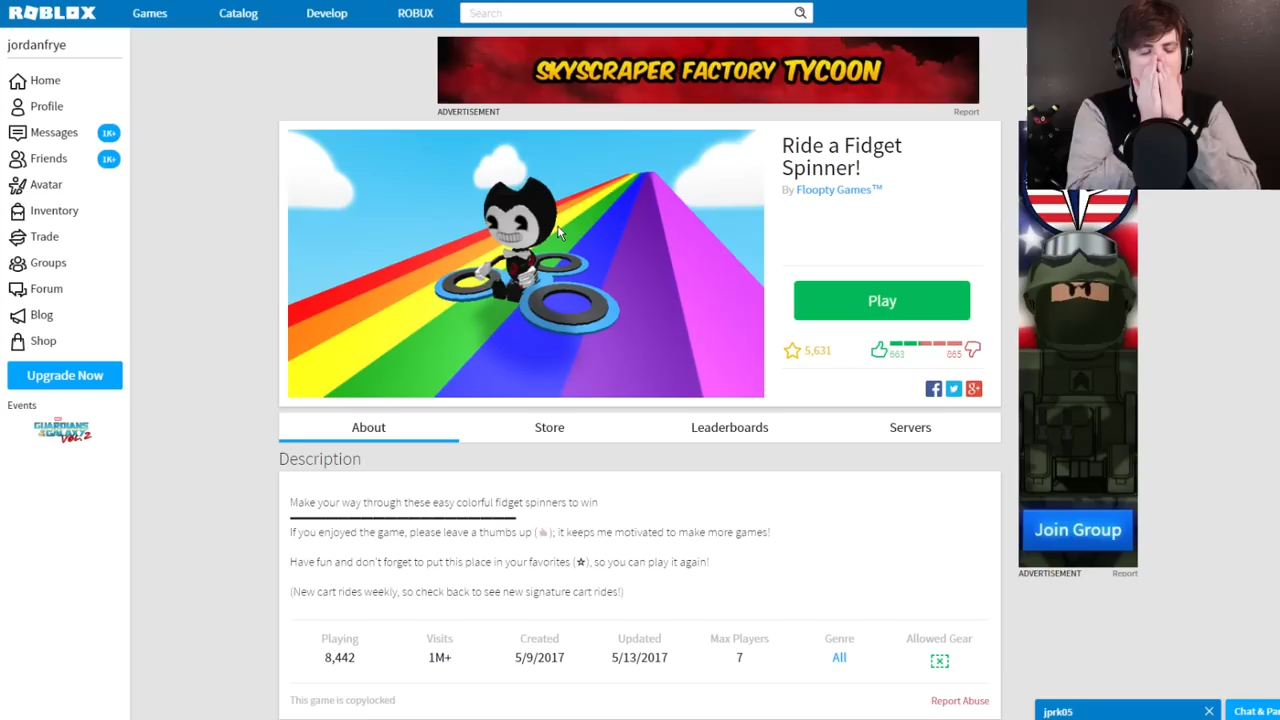 ROBLOX
Games
Catalog
Develop
ROBUX
Search
jordanfrye
Home
Profile
Messages
1K+
Friends
1K+
Avatar
Inventory
Trade
Groups
Forum
Blog
Shop
Upgrade Now
Events
GUARDIANS OF THE GALAXY VOL. 2
SKYSCRAPER FACTORY TYCOON
ADVERTISEMENT
Report
Ride a Fidget
Spinner!
By Floopty Games™
Play
5,631
663
865
About
Store
Leaderboards
Servers
Description
Make your way through these easy colorful fidget spinners to win
If you enjoyed the game, please leave a thumbs up (👍); it keeps me motivated to make more games!
Have fun and don't forget to put this place in your favorites (★), so you can play it again!
(New cart rides weekly, so check back to see new signature cart rides!)
Playing
Visits
Created
Updated
Max Players
Genre
Allowed Gear
8,442
1M+
5/9/2017
5/13/2017
7
All
This game is copylocked
Report Abuse
Join Group
ADVERTISEMENT
Report
jprk05
Chat & Pa